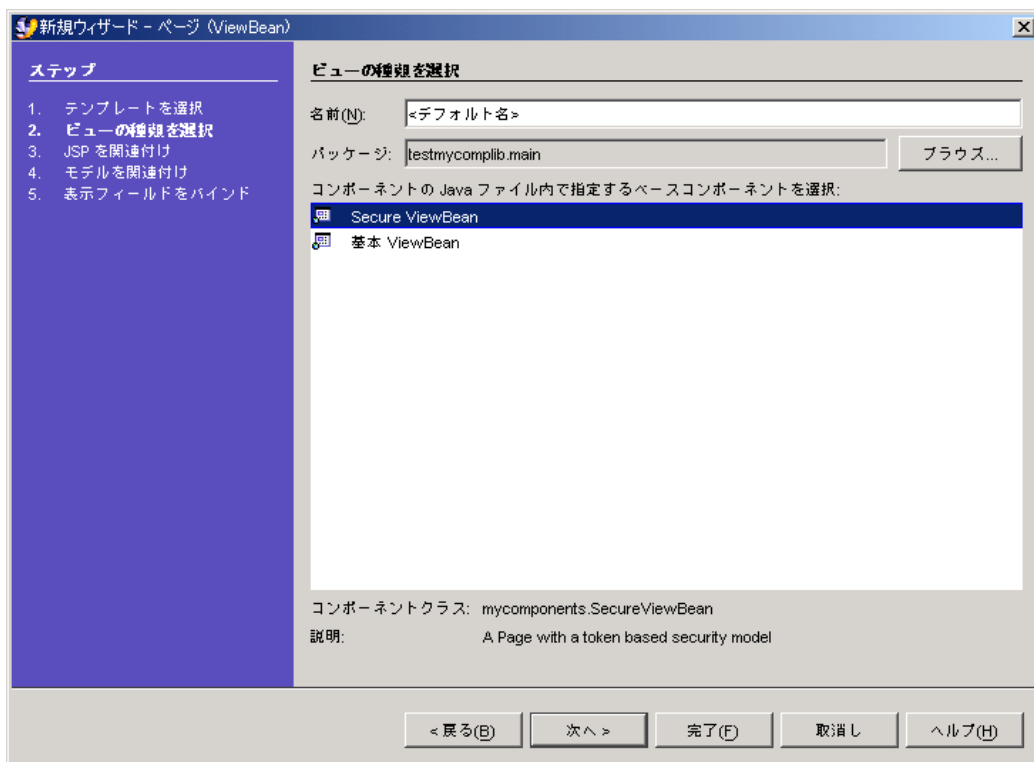 新規ウィザード - ページ (ViewBean)
ステップ
1. テンプレートを選択
2. ビューの種類を選択
3. JSP を関連付け
4. モデルを関連付け
5. 表示フィールドをバインド
ビューの種類を選択
名前(N): <デフォルト名>
パッケージ: testmycomplib.main ブラウズ...
コンポーネントの Java ファイル内で指定するベースコンポーネントを選択:
Secure ViewBean
基本 ViewBean
コンポーネントクラス: mycomponents.SecureViewBean
説明: A Page with a token based security model
< 戻る(B) 次へ > 完了(F) 取消し ヘルプ(H)